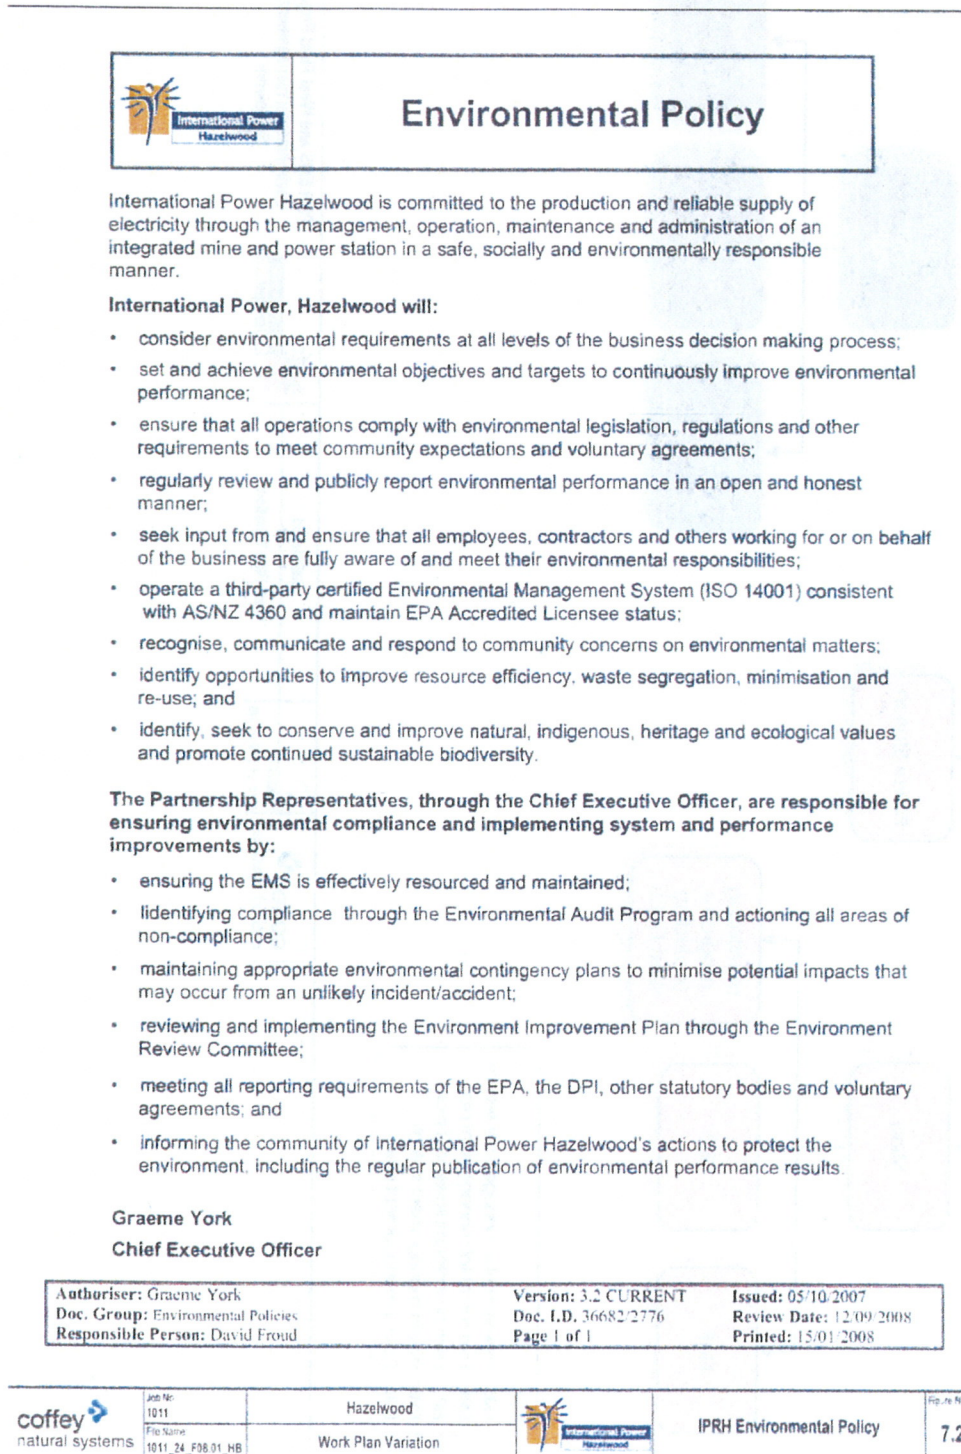 International Power
Hazelwood
Environmental Policy
International Power Hazelwood is committed to the production and reliable supply of
electricity through the management, operation, maintenance and administration of an
integrated mine and power station in a safe, socially and environmentally responsible
manner.
International Power, Hazelwood will:
• consider environmental requirements at all levels of the business decision making process;
• set and achieve environmental objectives and targets to continuously improve environmental
performance;
• ensure that all operations comply with environmental legislation, regulations and other
requirements to meet community expectations and voluntary agreements;
• regularly review and publicly report environmental performance in an open and honest
manner;
• seek input from and ensure that all employees, contractors and others working for or on behalf
of the business are fully aware of and meet their environmental responsibilities;
• operate a third-party certified Environmental Management System (ISO 14001) consistent
with AS/NZ 4360 and maintain EPA Accredited Licensee status;
• recognise, communicate and respond to community concerns on environmental matters;
• identify opportunities to improve resource efficiency, waste segregation, minimisation and
re-use; and
• identify, seek to conserve and improve natural, indigenous, heritage and ecological values
and promote continued sustainable biodiversity.
The Partnership Representatives, through the Chief Executive Officer, are responsible for
ensuring environmental compliance and implementing system and performance
improvements by:
• ensuring the EMS is effectively resourced and maintained;
• Iidentifying compliance through the Environmental Audit Program and actioning all areas of
non-compliance;
• maintaining appropriate environmental contingency plans to minimise potential impacts that
may occur from an unlikely incident/accident;
• reviewing and implementing the Environment Improvement Plan through the Environment
Review Committee;
• meeting all reporting requirements of the EPA, the DPI, other statutory bodies and voluntary
agreements; and
• informing the community of International Power Hazelwood's actions to protect the
environment, including the regular publication of environmental performance results.
Graeme York
Chief Executive Officer
Authoriser: Graeme York Version: 3.2 CURRENT Issued: 05/10/2007
Doc. Group: Environmental Policies Doc. I.D. 36682/2776 Review Date: 12/09/2008
Responsible Person: David Froud Page 1 of 1 Printed: 15/01/2008
coffey
natural systems
Job No
1011
File Name
1011_24_F08.01_HB
Hazelwood
Work Plan Variation
International Power
Hazelwood
IPRH Environmental Policy
Figure N
7.2